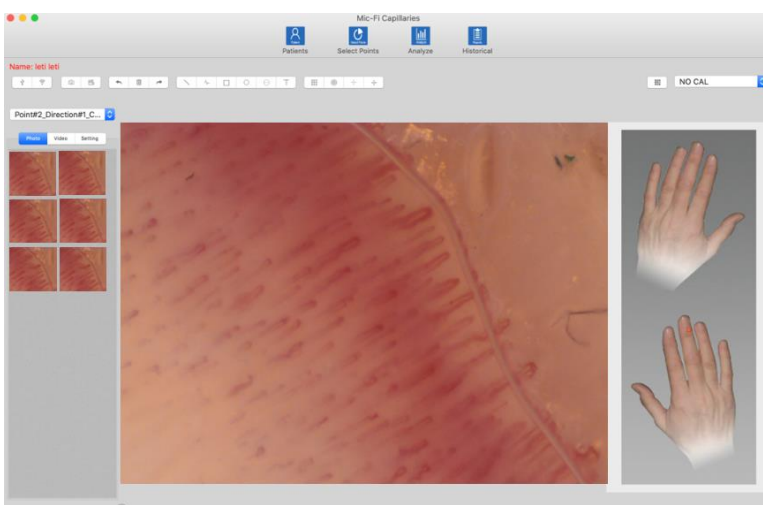 Mic-Fi Capillaries
Patients Select Points Analyze Historical
Name: leti leti
T
NO CAL
Point#2_Direction#1_C...
Photo Video Setting